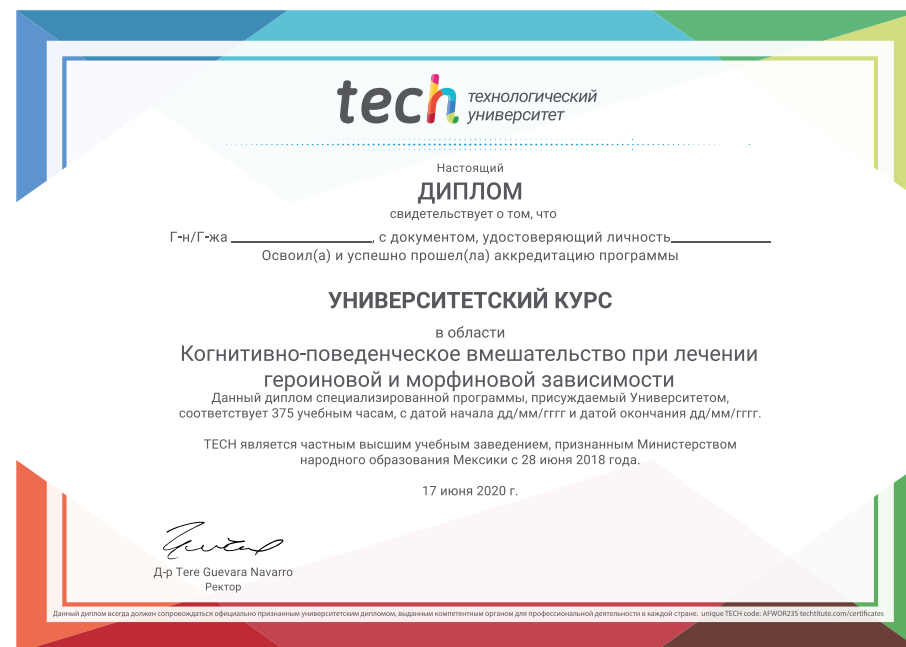 tech технологический
университет
Настоящий
ДИПЛОМ
свидетельствует о том, что
Г-н/Г-жа , с документом, удостоверяющий личность
Освоил(а) и успешно прошел(ла) аккредитацию программы
УНИВЕРСИТЕТСКИЙ КУРС
в области
Когнитивно-поведенческое вмешательство при лечении
героиновой и морфиновой зависимости
Данный диплом специализированной программы, присуждаемый Университетом,
соответствует 375 учебным часам, с датой начала дд/мм/гггг и датой окончания дд/мм/гггг.
TECH является частным высшим учебным заведением, признанным Министерством
народного образования Мексики с 28 июня 2018 года.
17 июня 2020 г.
Д-р Tere Guevara Navarro
Ректор
Данный диплом всегда должен сопровождаться официально признанным университетским дипломом, выданным компетентным органом для профессиональной деятельности в каждой стране. unique TECH code: AFWOR23S techtitute.com/certificates